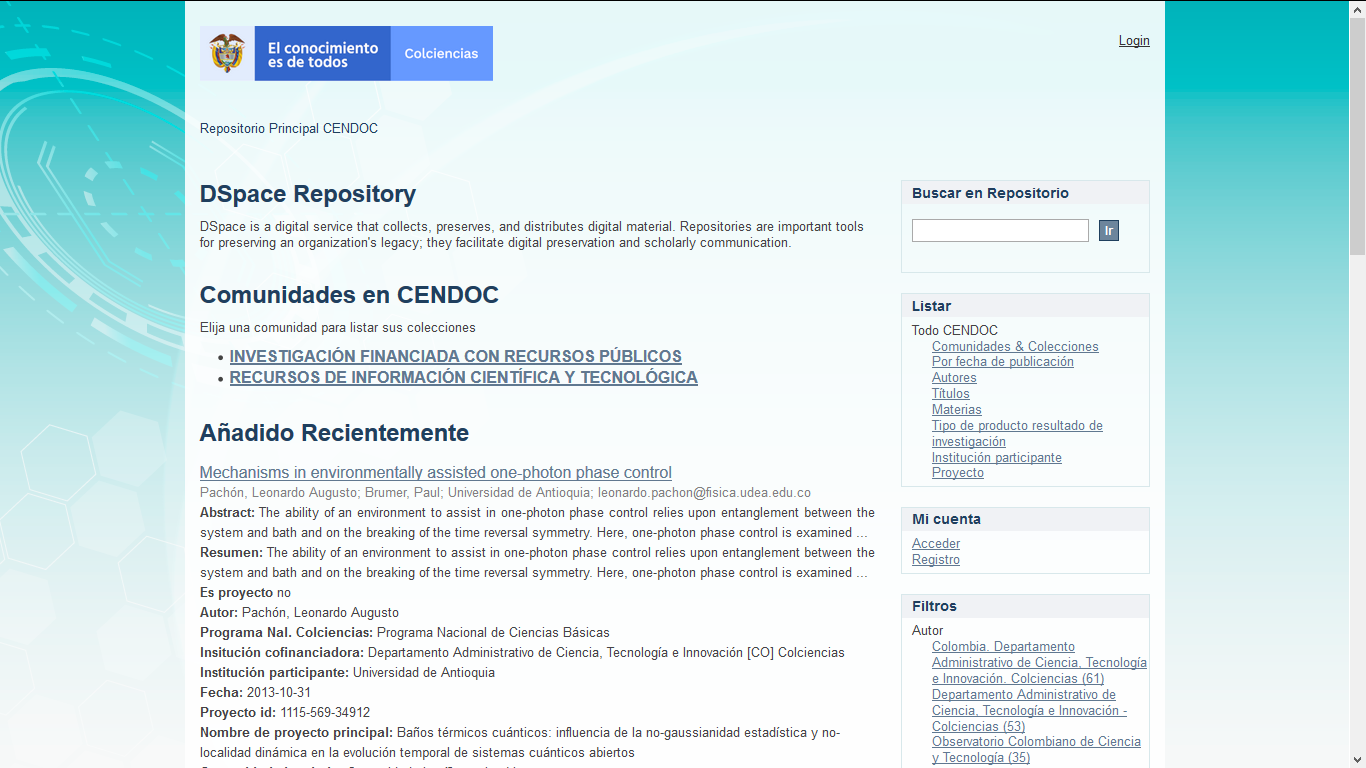 El conocimiento
es de todos
Colciencias
Login
Repositorio Principal CENDOC
DSpace Repository
DSpace is a digital service that collects, preserves, and distributes digital material. Repositories are important tools
for preserving an organization's legacy; they facilitate digital preservation and scholarly communication.
Comunidades en CENDOC
Elija una comunidad para listar sus colecciones
• INVESTIGACIÓN FINANCIADA CON RECURSOS PÚBLICOS
• RECURSOS DE INFORMACIÓN CIENTÍFICA Y TECNOLÓGICA
Añadido Recientemente
Mechanisms in environmentally assisted one-photon phase control
Pachón, Leonardo Augusto; Brumer, Paul; Universidad de Antioquia; leonardo.pachon@fisica.udea.edu.co
Abstract: The ability of an environment to assist in one-photon phase control relies upon entanglement between the
system and bath and on the breaking of the time reversal symmetry. Here, one-photon phase control is examined ...
Resumen: The ability of an environment to assist in one-photon phase control relies upon entanglement between the
system and bath and on the breaking of the time reversal symmetry. Here, one-photon phase control is examined ...
Es proyecto no
Autor: Pachón, Leonardo Augusto
Programa Nal. Colciencias: Programa Nacional de Ciencias Básicas
Insitución cofinanciadora: Departamento Administrativo de Ciencia, Tecnología e Innovación [CO] Colciencias
Institución participante: Universidad de Antioquia
Fecha: 2013-10-31
Proyecto id: 1115-569-34912
Nombre de proyecto principal: Baños térmicos cuánticos: influencia de la no-gaussianidad estadística y no-
localidad dinámica en la evolución temporal de sistemas cuánticos abiertos
Buscar en Repositorio
Ir
Listar
Todo CENDOC
Comunidades & Colecciones
Por fecha de publicación
Autores
Títulos
Materias
Tipo de producto resultado de
investigación
Institución participante
Proyecto
Mi cuenta
Acceder
Registro
Filtros
Autor
Colombia. Departamento
Administrativo de Ciencia, Tecnología
e Innovación. Colciencias (61)
Departamento Administrativo de
Ciencia, Tecnología e Innovación -
Colciencias (53)
Observatorio Colombiano de Ciencia
y Tecnología (35)